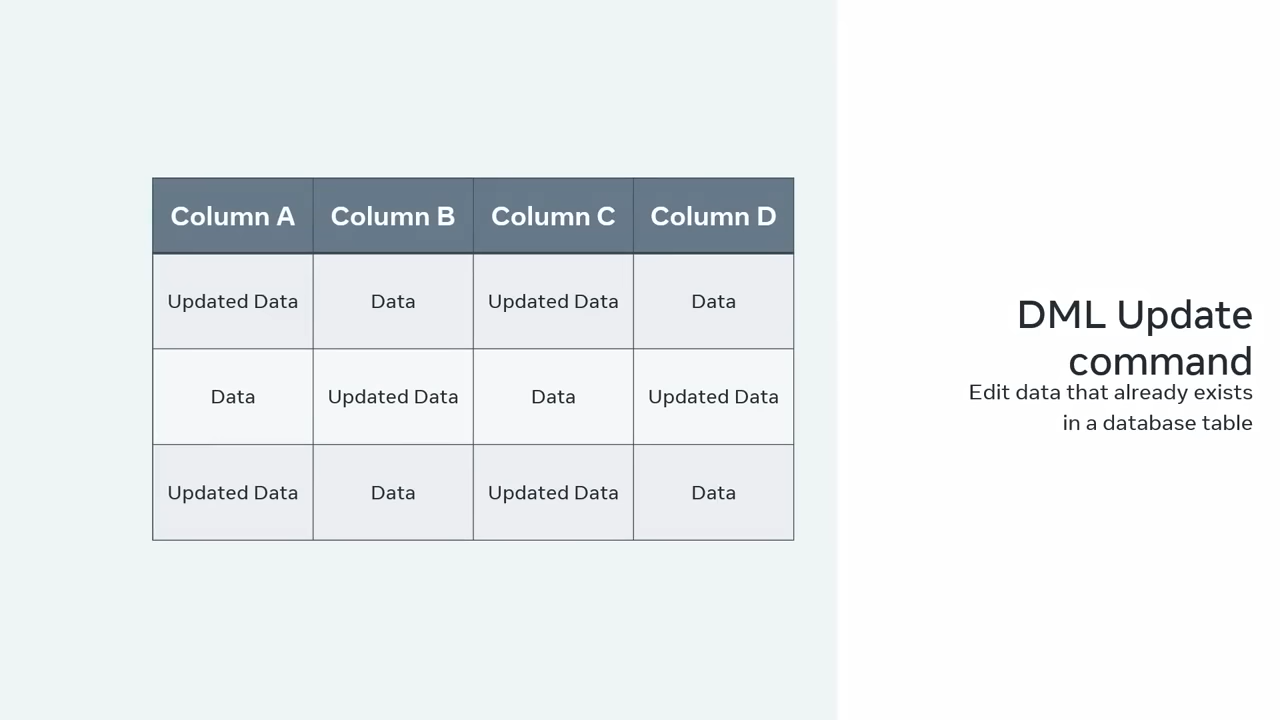 Column A Column B Column C Column D
Updated Data Data Updated Data Data
Data Updated Data Data Updated Data
Updated Data Data Updated Data Data
DML Update
command
Edit data that already exists
in a database table